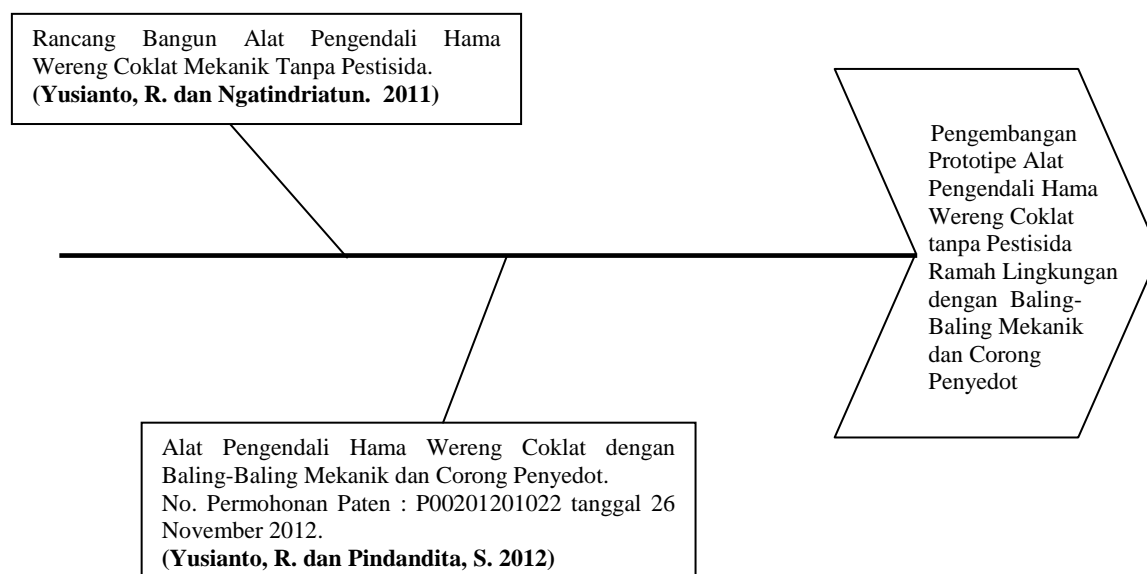 Rancang Bangun Alat Pengendali Hama
Wereng Coklat Mekanik Tanpa Pestisida.
(Yusianto, R. dan Ngatindriatun. 2011)
Pengembangan
Prototipe Alat
Pengendali Hama
Wereng Coklat
tanpa Pestisida
Ramah Lingkungan
dengan Baling-
Baling Mekanik
dan Corong
Penyedot
Alat Pengendali Hama Wereng Coklat dengan
Baling-Baling Mekanik dan Corong Penyedot.
No. Permohonan Paten : P00201201022 tanggal 26
November 2012.
(Yusianto, R. dan Pindandita, S. 2012)